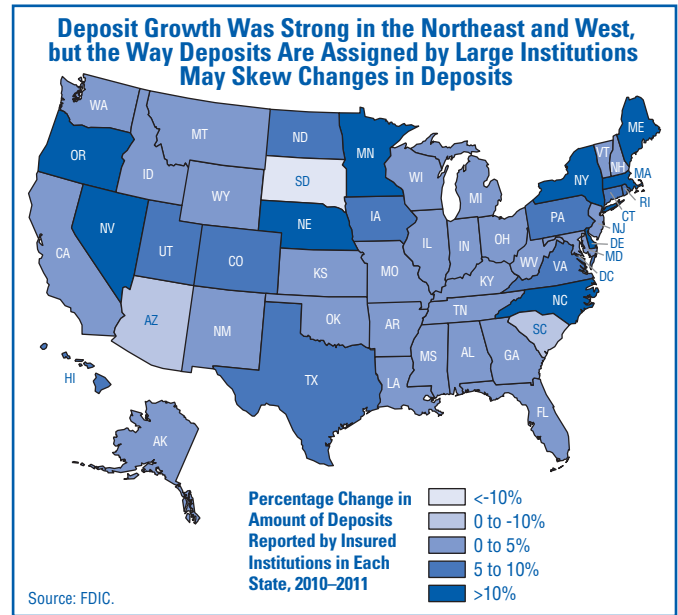 Deposit Growth Was Strong in the Northeast and West,
but the Way Deposits Are Assigned by Large Institutions
May Skew Changes in Deposits
WA
MT
ND
MN
ME
OR
ID
WY
SD
WI
MI
VT
NH
NY
MA
RI
CT
NV
UT
CO
NE
IA
IL
IN
OH
PA
NJ
DE
MD
DC
CA
KS
MO
KY
WV
VA
AZ
NM
OK
AR
TN
NC
SC
TX
LA
MS
AL
GA
FL
HI
AK
Percentage Change in
Amount of Deposits
Reported by Insured
Institutions in Each
State, 2010–2011
<-10%
0 to -10%
0 to 5%
5 to 10%
>10%
Source: FDIC.